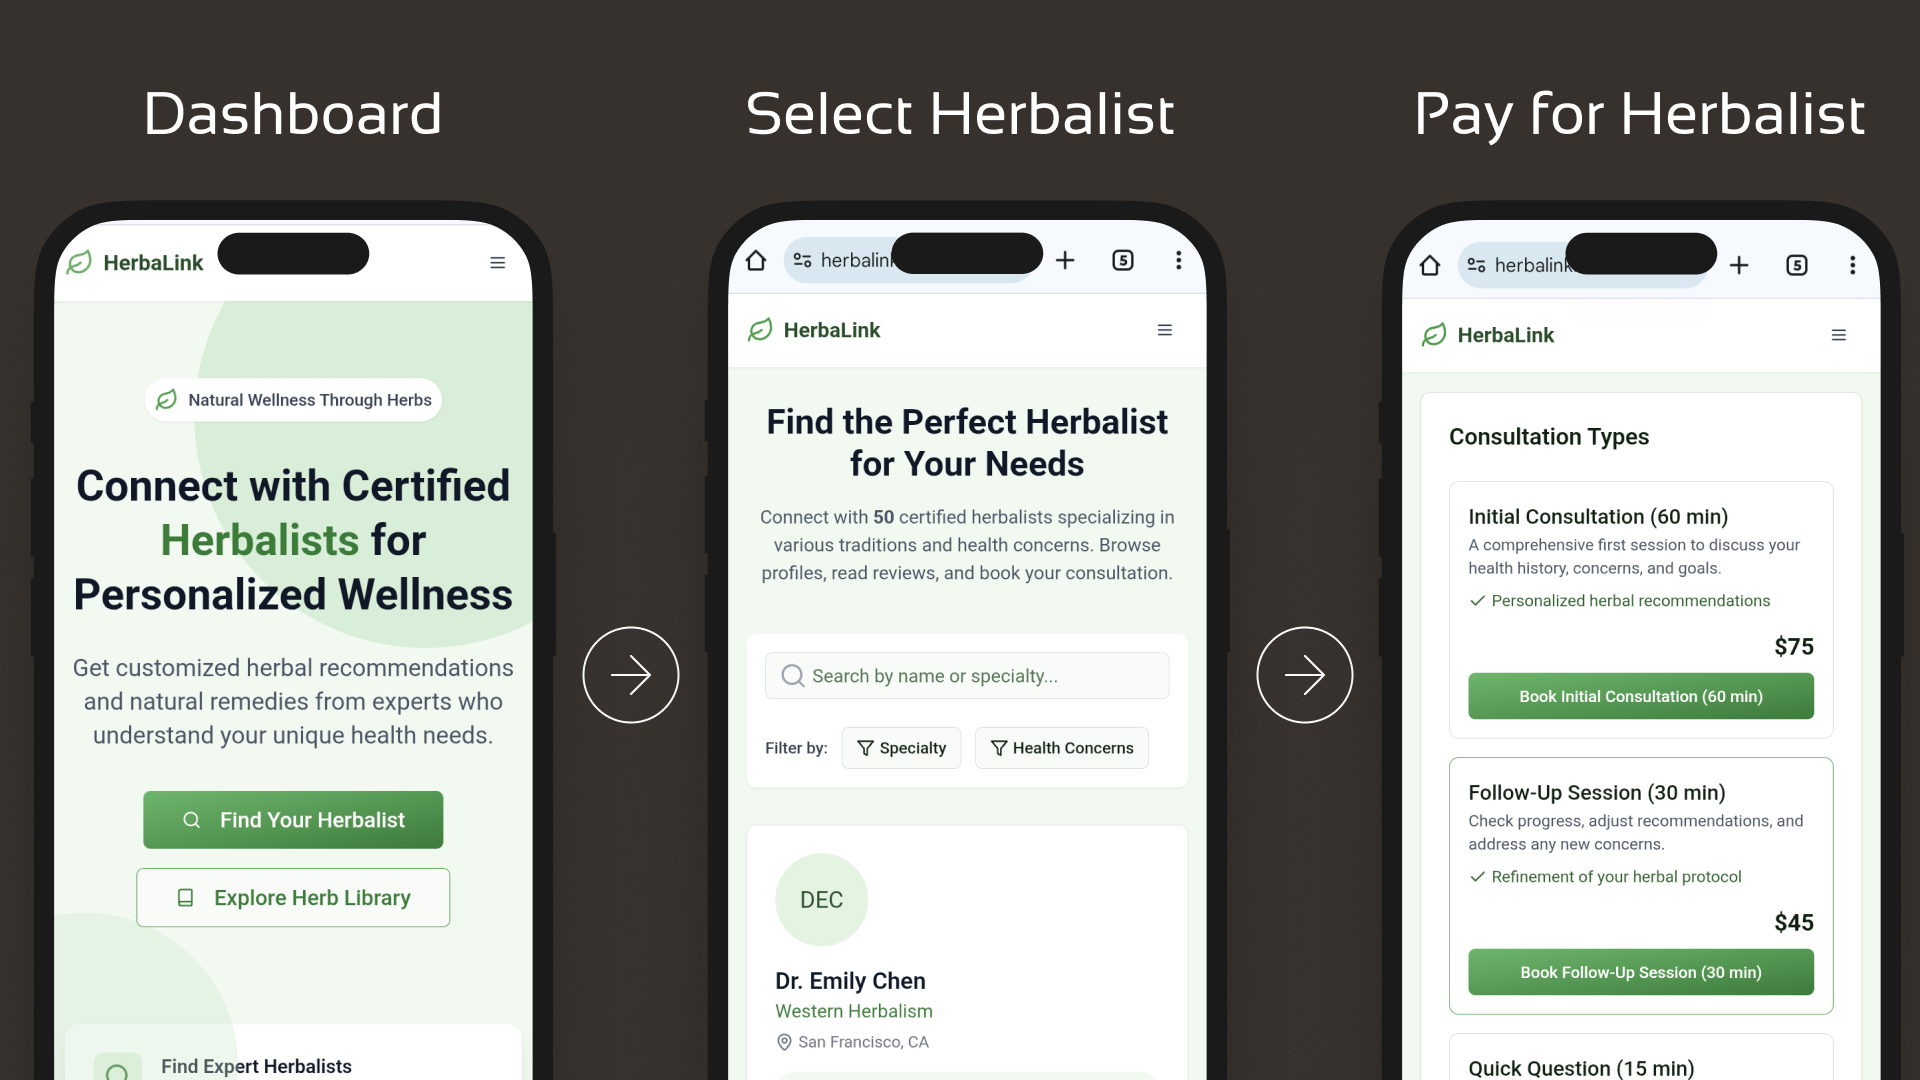 Dashboard
HerbaLink
Natural Wellness Through Herbs
Connect with Certified
Herbalists for
Personalized Wellness
Get customized herbal recommendations
and natural remedies from experts who
understand your unique health needs.
Find Your Herbalist
Explore Herb Library
Find Expert Herbalists
Select Herbalist
herbalin
5
HerbaLink
Find the Perfect Herbalist
for Your Needs
Connect with 50 certified herbalists specializing in
various traditions and health concerns. Browse
profiles, read reviews, and book your consultation.
Search by name or specialty...
Filter by:
Specialty
Health Concerns
DEC
Dr. Emily Chen
Western Herbalism
San Francisco, CA
Pay for Herbalist
herbalink
5
HerbaLink
Consultation Types
Initial Consultation (60 min)
A comprehensive first session to discuss your
health history, concerns, and goals.
Personalized herbal recommendations
$75
Book Initial Consultation (60 min)
Follow-Up Session (30 min)
Check progress, adjust recommendations, and
address any new concerns.
Refinement of your herbal protocol
$45
Book Follow-Up Session (30 min)
Quick Question (15 min)